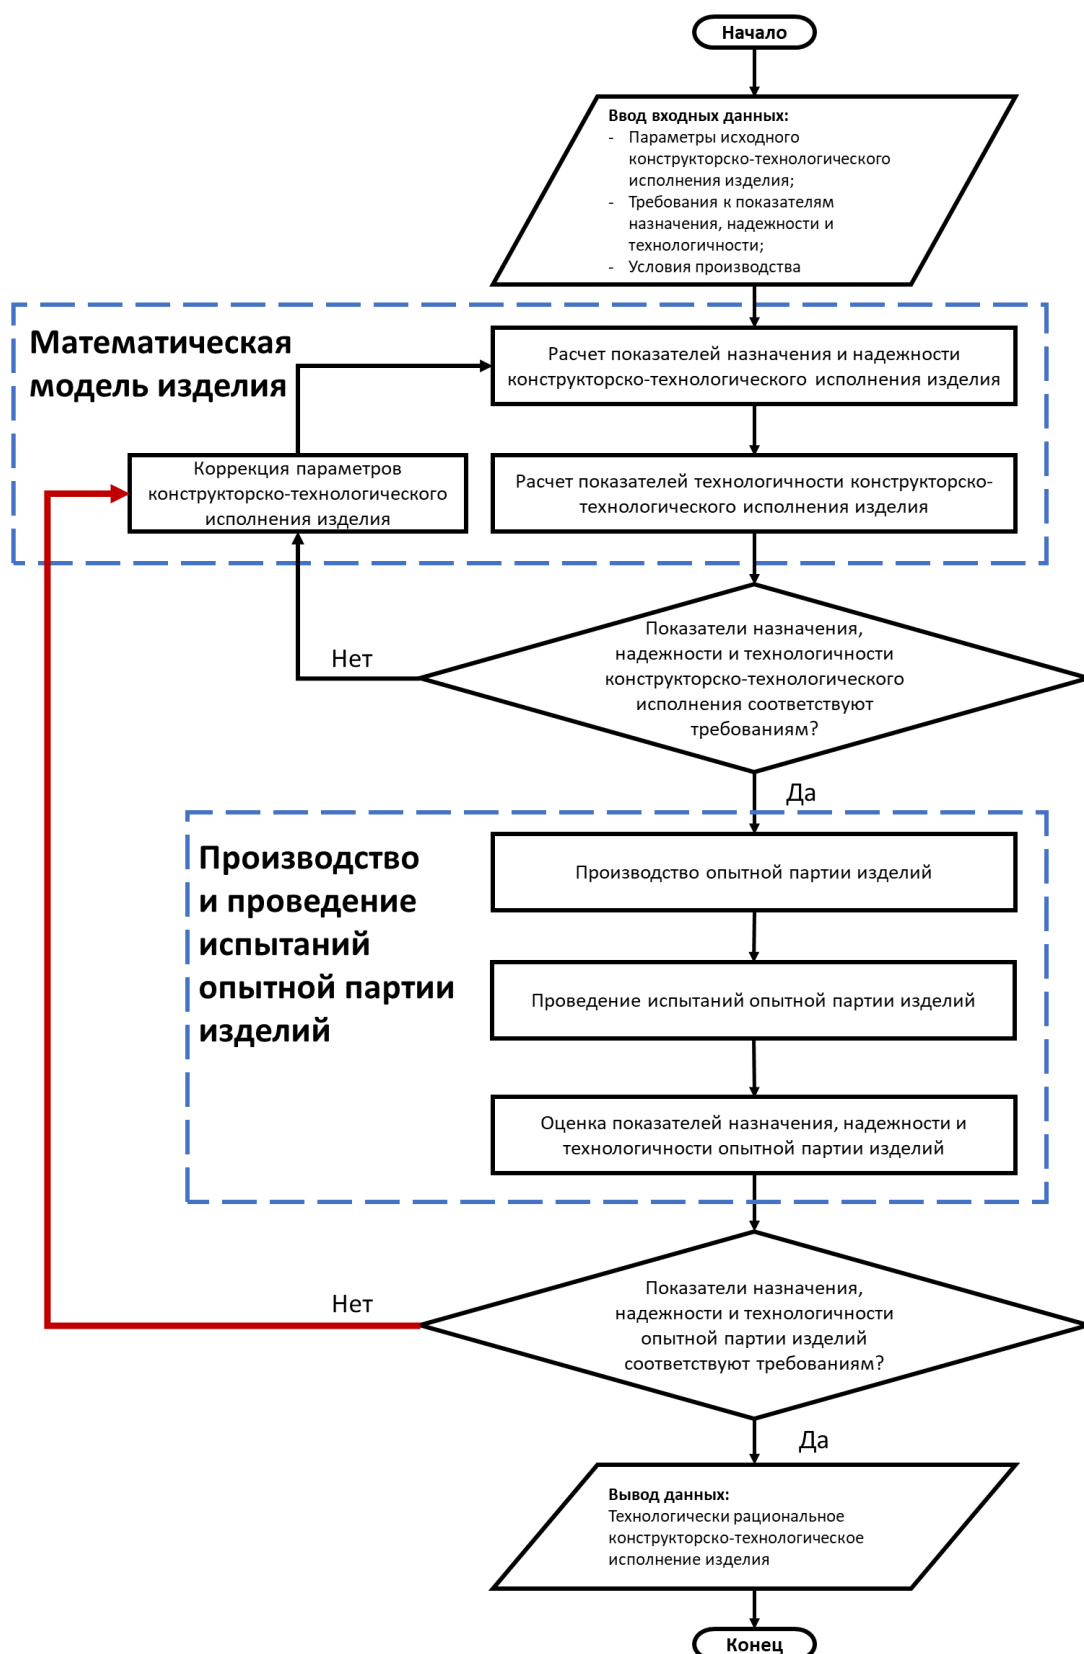 Начало
Ввод входных данных:
- Параметры исходного
конструкторско-технологического
исполнения изделия;
- Требования к показателям
назначения, надежности и
технологичности;
- Условия производства
Математическая
модель изделия
Расчет показателей назначения и надежности
конструкторско-технологического исполнения изделия
Коррекция параметров
конструкторско-технологического
исполнения изделия
Расчет показателей технологичности конструкторско-
технологического исполнения изделия
Показатели назначения,
надежности и технологичности
конструкторско-технологического
исполнения соответствуют
требованиям?
Нет
Да
Производство
и проведение
испытаний
опытной партии
изделий
Производство опытной партии изделий
Проведение испытаний опытной партии изделий
Оценка показателей назначения, надежности и
технологичности опытной партии изделий
Показатели назначения,
надежности и технологичности
опытной партии изделий
соответствуют требованиям?
Нет
Да
Вывод данных:
Технологически рациональное
конструкторско-технологическое
исполнение изделия
Конец